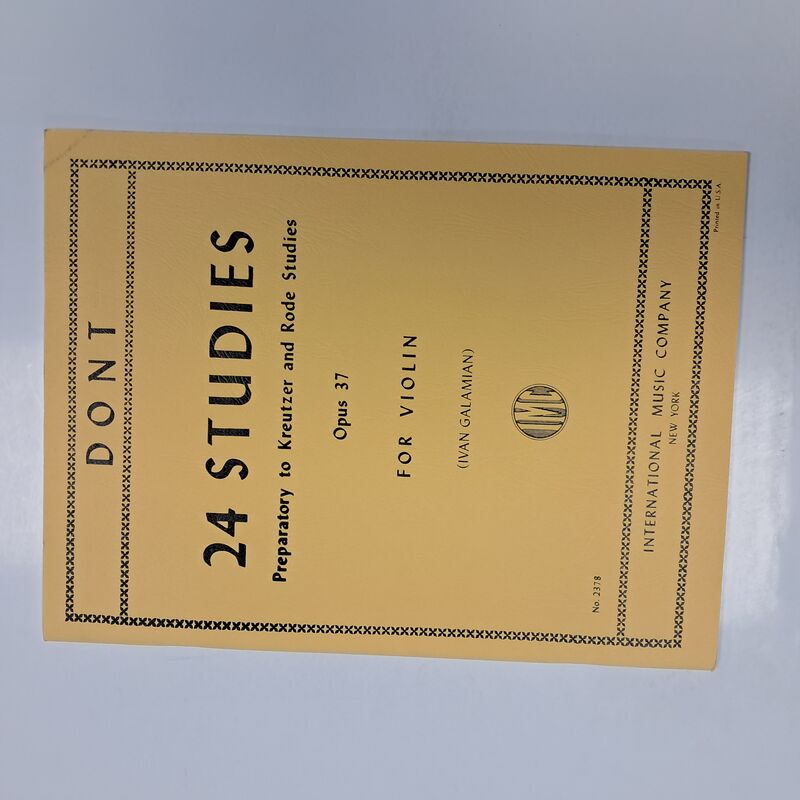 DONT
24 STUDIES
Preparatory to Kreutzer and Rode Studies
Opus 37
FOR VIOLIN
(IVAN GALAMIAN)
IMC
No. 2378
INTERNATIONAL MUSIC COMPANY
NEW YORK
Printed in U.S.A.